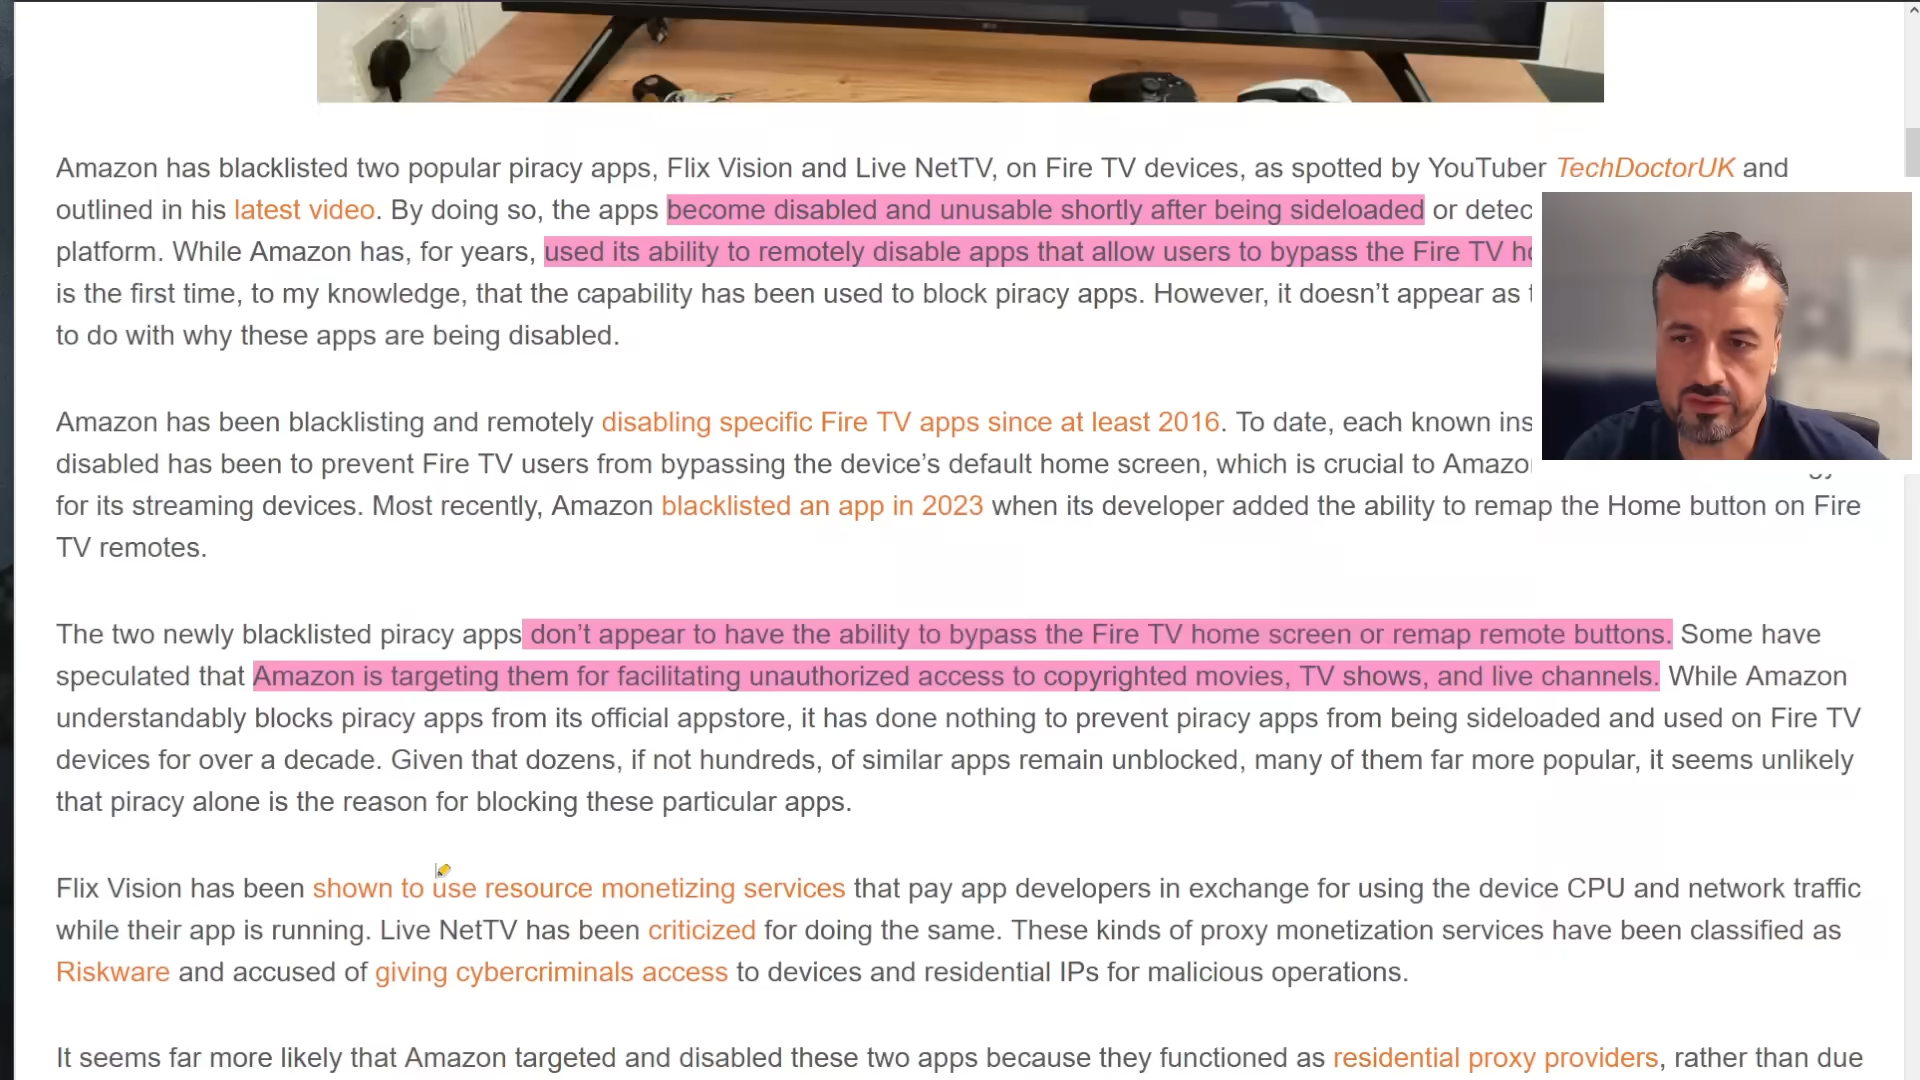 Amazon has blacklisted two popular piracy apps, Flix Vision and Live NetTV, on Fire TV devices, as spotted by YouTuber TechDoctorUK and
outlined in his latest video. By doing so, the apps become disabled and unusable shortly after being sideloaded or detec
platform. While Amazon has, for years, used its ability to remotely disable apps that allow users to bypass the Fire TV
is the first time, to my knowledge, that the capability has been used to block piracy apps. However, it doesn’t appear as
to do with why these apps are being disabled.
Amazon has been blacklisting and remotely disabling specific Fire TV apps since at least 2016. To date, each known ins
disabled has been to prevent Fire TV users from bypassing the device’s default home screen, which is crucial to Amazo
for its streaming devices. Most recently, Amazon blacklisted an app in 2023 when its developer added the ability to remap the Home button on Fire
TV remotes.
The two newly blacklisted piracy apps don’t appear to have the ability to bypass the Fire TV home screen or remap remote buttons. Some have
speculated that Amazon is targeting them for facilitating unauthorized access to copyrighted movies, TV shows, and live channels. While Amazon
understandably blocks piracy apps from its official appstore, it has done nothing to prevent piracy apps from being sideloaded and used on Fire TV
devices for over a decade. Given that dozens, if not hundreds, of similar apps remain unblocked, many of them far more popular, it seems unlikely
that piracy alone is the reason for blocking these particular apps.
Flix Vision has been shown to use resource monetizing services that pay app developers in exchange for using the device CPU and network traffic
while their app is running. Live NetTV has been criticized for doing the same. These kinds of proxy monetization services have been classified as
Riskware and accused of giving cybercriminals access to devices and residential IPs for malicious operations.
It seems far more likely that Amazon targeted and disabled these two apps because they functioned as residential proxy providers, rather than due